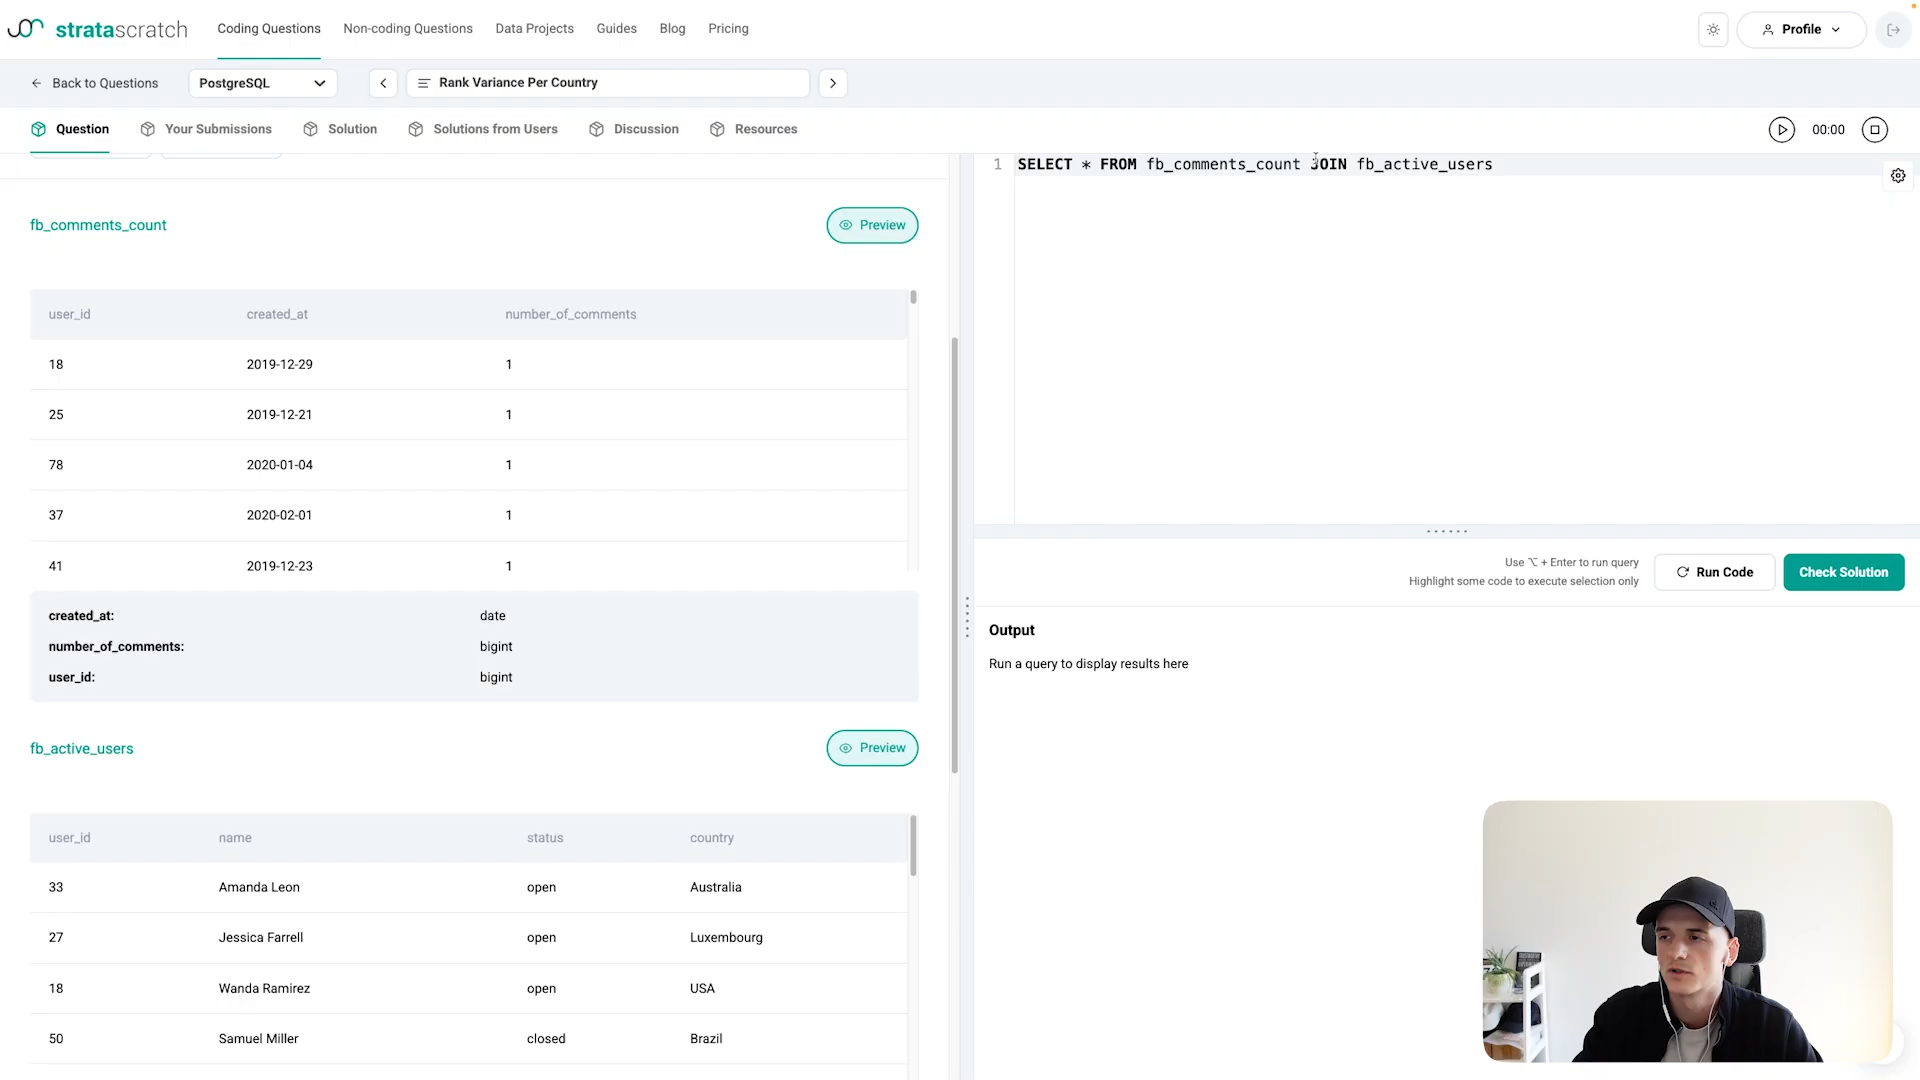 stratascratch
Coding Questions
Non-coding Questions
Data Projects
Guides
Blog
Pricing
Profile
Back to Questions
PostgreSQL
Rank Variance Per Country
Question
Your Submissions
Solution
Solutions from Users
Discussion
Resources
00:00
fb_comments_count
Preview
user_id created_at number_of_comments
18 2019-12-29 1
25 2019-12-21 1
78 2020-01-04 1
37 2020-02-01 1
41 2019-12-23 1
created_at: date
number_of_comments: bigint
user_id: bigint
fb_active_users
Preview
user_id name status country
33 Amanda Leon open Australia
27 Jessica Farrell open Luxembourg
18 Wanda Ramirez open USA
50 Samuel Miller closed Brazil
1 SELECT * FROM fb_comments_count JOIN fb_active_users
Use ⌥ + Enter to run query
Highlight some code to execute selection only
Run Code
Check Solution
Output
Run a query to display results here